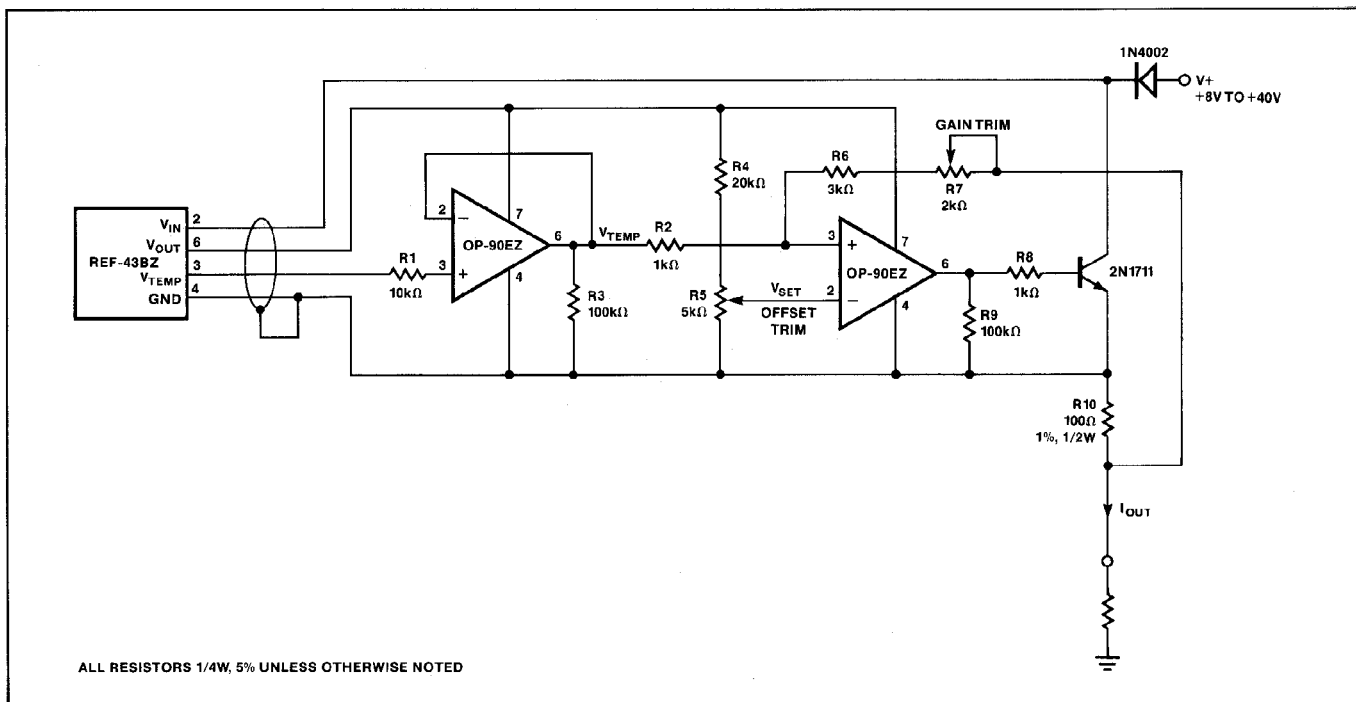 1N4002
V+
+8V TO +40V
GAIN TRIM
R4
20kΩ
R6
3kΩ
R7
2kΩ
VIN
2
VOUT
6
REF-43BZ
VTEMP
3
GND
4
R1
10kΩ
2
7
OP-90EZ
6
3
4
VTEMP
R2
1kΩ
R3
100kΩ
R5
5kΩ
VSET
OFFSET
TRIM
3
7
OP-90EZ
6
2
4
R8
1kΩ
2N1711
R9
100kΩ
R10
100Ω
1%, 1/2W
IOUT
ALL RESISTORS 1/4W, 5% UNLESS OTHERWISE NOTED